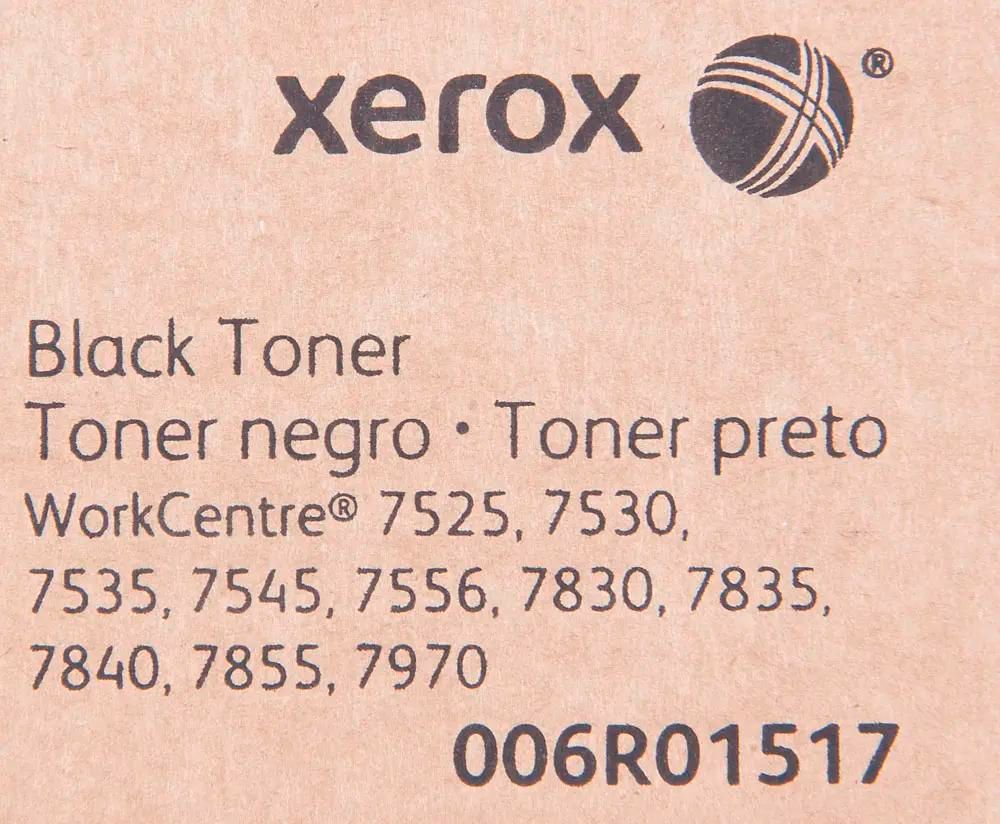 xerox ®
Black Toner
Toner negro • Toner preto
WorkCentre® 7525, 7530,
7535, 7545, 7556, 7830, 7835,
7840, 7855, 7970
006R01517